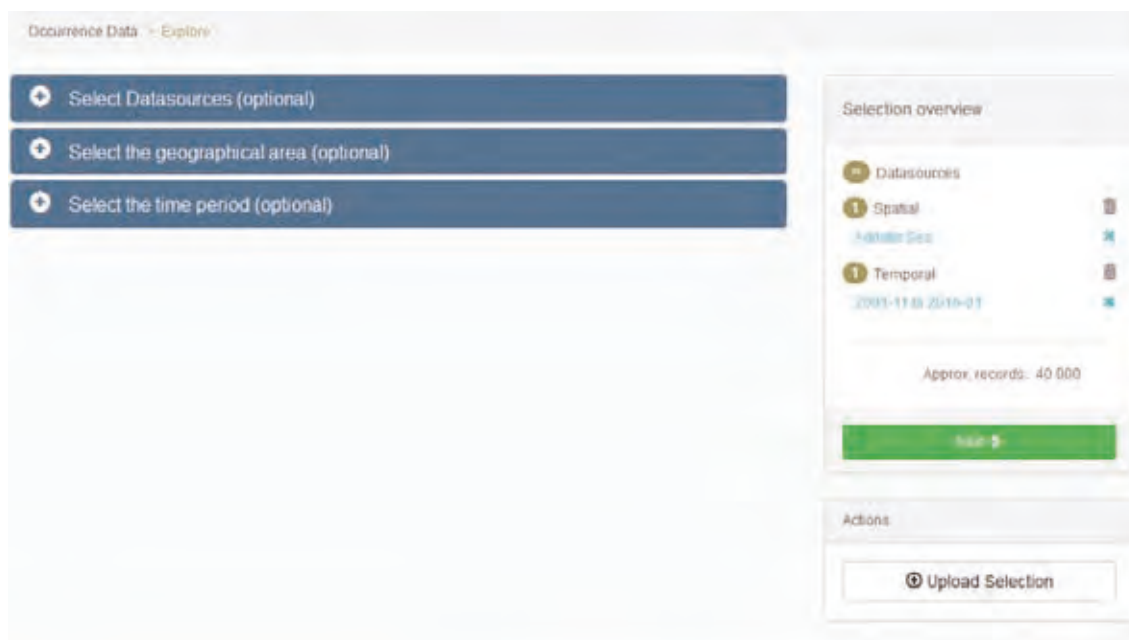 Occurrence Data > Explore
Select Datasources (optional)
Select the geographical area (optional)
Select the time period (optional)
Selection overview
Datasources
1 Spatial
Sea
1 Temporal
Approx. records: 40 000
Actions
Upload Selection